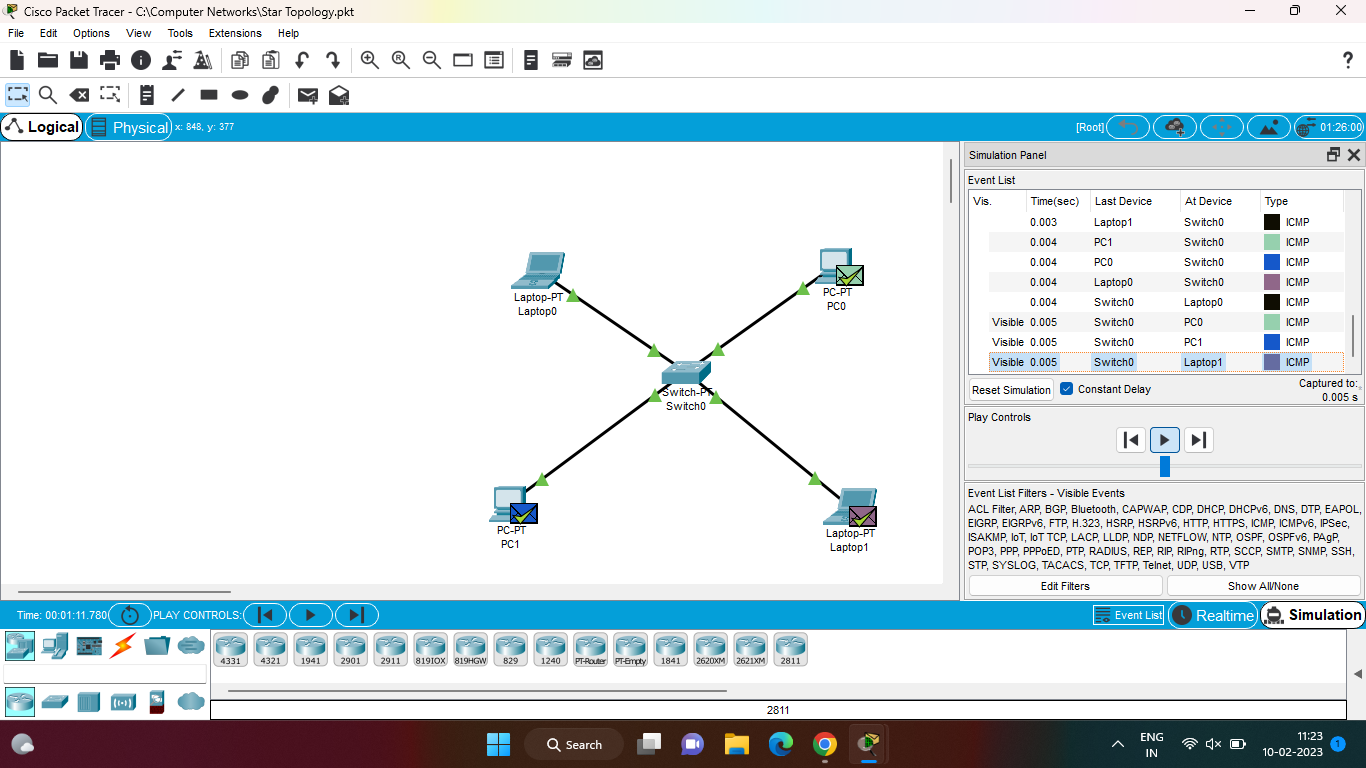 Cisco Packet Tracer - C:\Computer Networks\Star Topology.pkt
File Edit Options View Tools Extensions Help
?
Logical Physical x: 848, y: 377 [Root] 01:26:00
Simulation Panel
Event List
Vis. Time(sec) Last Device At Device Type
0.003 Laptop1 Switch0 ICMP
0.004 PC1 Switch0 ICMP
0.004 PC0 Switch0 ICMP
0.004 Laptop0 Switch0 ICMP
0.004 Switch0 Laptop0 ICMP
Visible 0.005 Switch0 PC0 ICMP
Visible 0.005 Switch0 PC1 ICMP
Visible 0.005 Switch0 Laptop1 ICMP
Reset Simulation Constant Delay Captured to:
0.005 s
Play Controls
Event List Filters - Visible Events
ACL Filter, ARP, BGP, Bluetooth, CAPWAP, CDP, DHCP, DHCPv6, DNS, DTP, EAPOL,
EIGRP, EIGRPv6, FTP, H.323, HSRP, HSRPv6, HTTP, HTTPS, ICMP, ICMPv6, IPSec,
ISAKMP, IoT, IoT TCP, LACP, LLDP, NDP, NETFLOW, NTP, OSPF, OSPFv6, PAgP,
POP3, PPP, PPPoED, PTP, RADIUS, REP, RIP, RIPng, RTP, SCCP, SMTP, SNMP, SSH,
STP, SYSLOG, TACACS, TCP, TFTP, Telnet, UDP, USB, VTP
Edit Filters Show All/None
Laptop-PT
Laptop0
PC-PT
PC0
Switch-PT
Switch0
PC-PT
PC1
Laptop-PT
Laptop1
Time: 00:01:11.780 PLAY CONTROLS: Event List Realtime Simulation
4331 4321 1941 2901 2911 819IOX 819HGW 829 1240 PT-Router PT-Empty 1841 2620XM 2621XM 2811
2811
Search
ENG
IN
11:23
10-02-2023
1